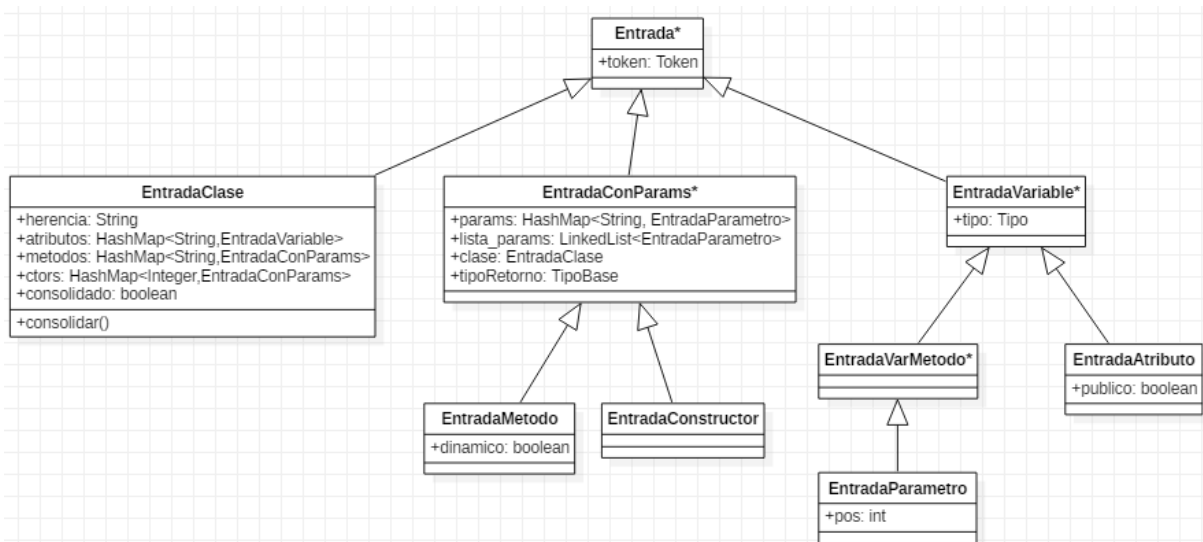 Entrada*
+token: Token
EntradaClase
+herencia: String
+atributos: HashMap<String,EntradaVariable>
+metodos: HashMap<String,EntradaConParams>
+ctors: HashMap<Integer,EntradaConParams>
+consolidado: boolean
+consolidar()
EntradaConParams*
+params: HashMap<String, EntradaParametro>
+lista_params: LinkedList<EntradaParametro>
+clase: EntradaClase
+tipoRetorno: TipoBase
EntradaVariable*
+tipo: Tipo
EntradaVarMetodo*
EntradaAtributo
+publico: boolean
EntradaMetodo
+dinamico: boolean
EntradaConstructor
EntradaParametro
+pos: int